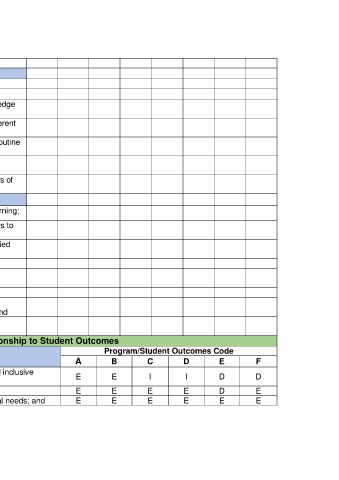 edge
erent
outine
s of
rning;
s to
ied
nd
onship to Student Outcomes
Program/Student Outcomes Code
A B C D E F
l inclusive E E I I D D
E E E E D E
al needs; and E E E E E E